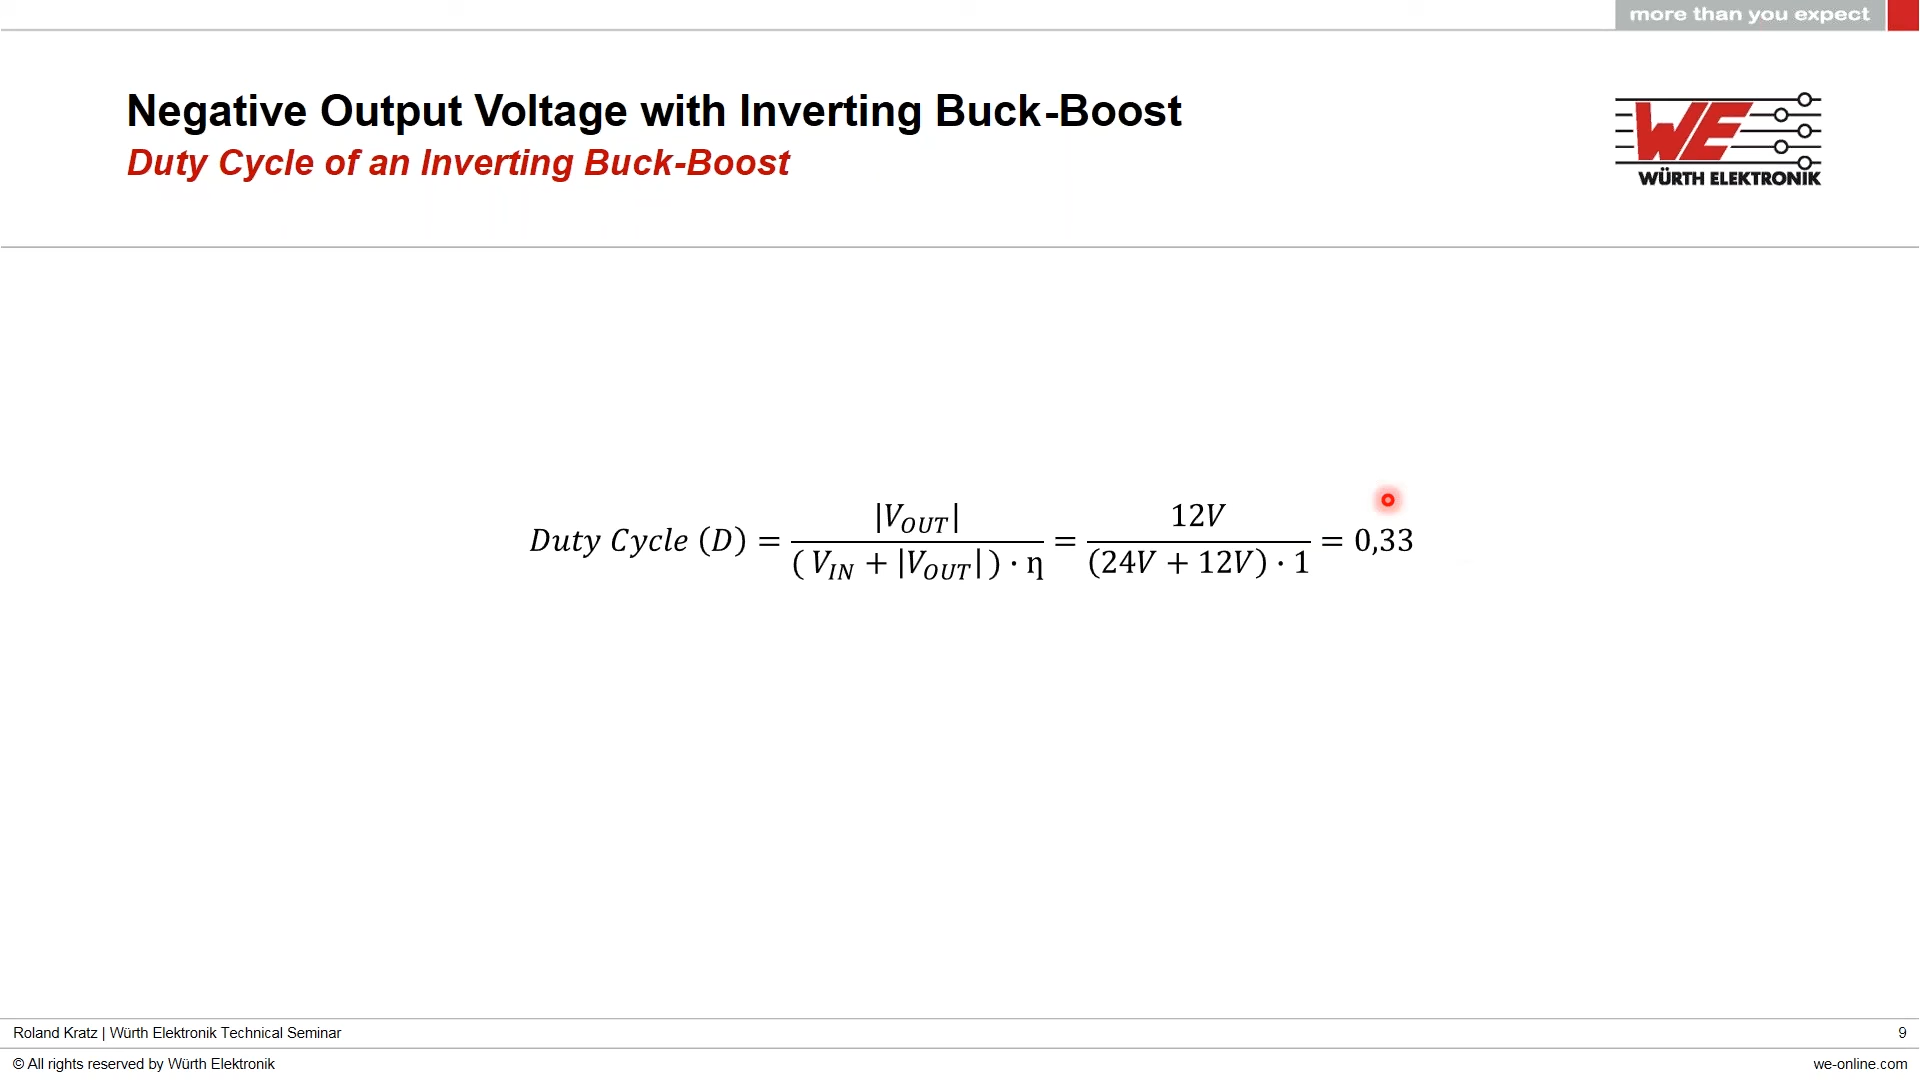 more than you expect
Negative Output Voltage with Inverting Buck-Boost
Duty Cycle of an Inverting Buck-Boost
WE
WÜRTH ELEKTRONIK
Duty Cycle (D) = |V_OUT| / ((V_IN + |V_OUT|) · η) = 12V / ((24V + 12V) · 1) = 0,33
Roland Kratz | Würth Elektronik Technical Seminar
9
© All rights reserved by Würth Elektronik
we-online.com